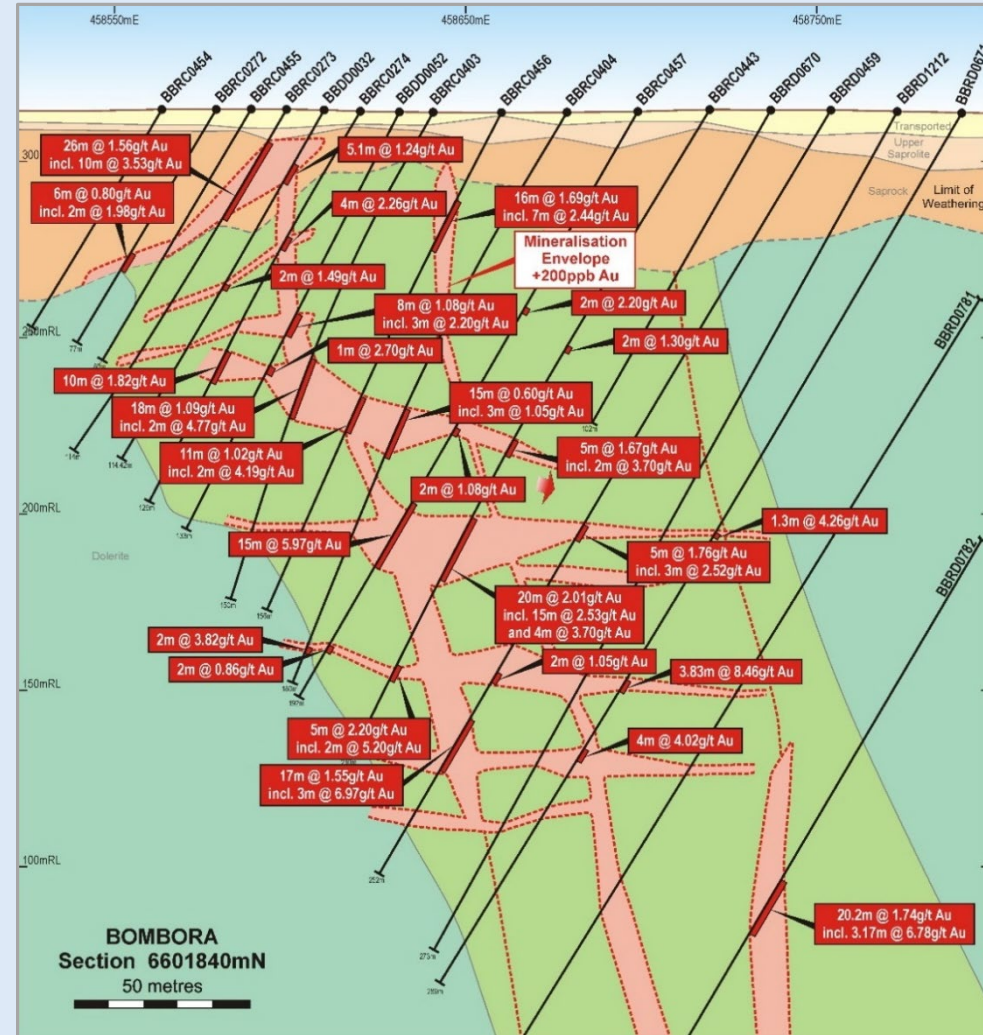 458550mE
458650mE
458750mE
BBRC0454
BBRC0272
BBRC0455
BBRC0273
BBDD0032
BBRC0274
BBDD0052
BBRC0403
BBRC0456
BBRC0404
BBRC0457
BBRC0443
BBRD0670
BBRD0459
BBRD1212
BBRD0671
Transported
Upper
Saprolite
Saprock
Limit of
Weathering
26m @ 1.56g/t Au
incl. 10m @ 3.53g/t Au
5.1m @ 1.24g/t Au
6m @ 0.80g/t Au
incl. 2m @ 1.98g/t Au
4m @ 2.26g/t Au
16m @ 1.69g/t Au
incl. 7m @ 2.44g/t Au
Mineralisation
Envelope
+200ppb Au
2m @ 1.49g/t Au
8m @ 1.08g/t Au
incl. 3m @ 2.20g/t Au
2m @ 2.20g/t Au
BBRD0781
1m @ 2.70g/t Au
2m @ 1.30g/t Au
77m
10m @ 1.82g/t Au
18m @ 1.09g/t Au
incl. 2m @ 4.77g/t Au
15m @ 0.60g/t Au
incl. 3m @ 1.05g/t Au
102m
11m @ 1.02g/t Au
incl. 2m @ 4.19g/t Au
5m @ 1.67g/t Au
incl. 2m @ 3.70g/t Au
114.42m
2m @ 1.08g/t Au
200mRL
1.3m @ 4.26g/t Au
Dolerite
15m @ 5.97g/t Au
5m @ 1.76g/t Au
incl. 3m @ 2.52g/t Au
BBRD0782
20m @ 2.01g/t Au
incl. 15m @ 2.53g/t Au
and 4m @ 3.70g/t Au
2m @ 3.82g/t Au
2m @ 0.86g/t Au
2m @ 1.05g/t Au
3.83m @ 8.46g/t Au
150mRL
5m @ 2.20g/t Au
incl. 2m @ 5.20g/t Au
4m @ 4.02g/t Au
17m @ 1.55g/t Au
incl. 3m @ 6.97g/t Au
100mRL
252m
20.2m @ 1.74g/t Au
incl. 3.17m @ 6.78g/t Au
BOMBORA
Section 6601840mN
50 metres